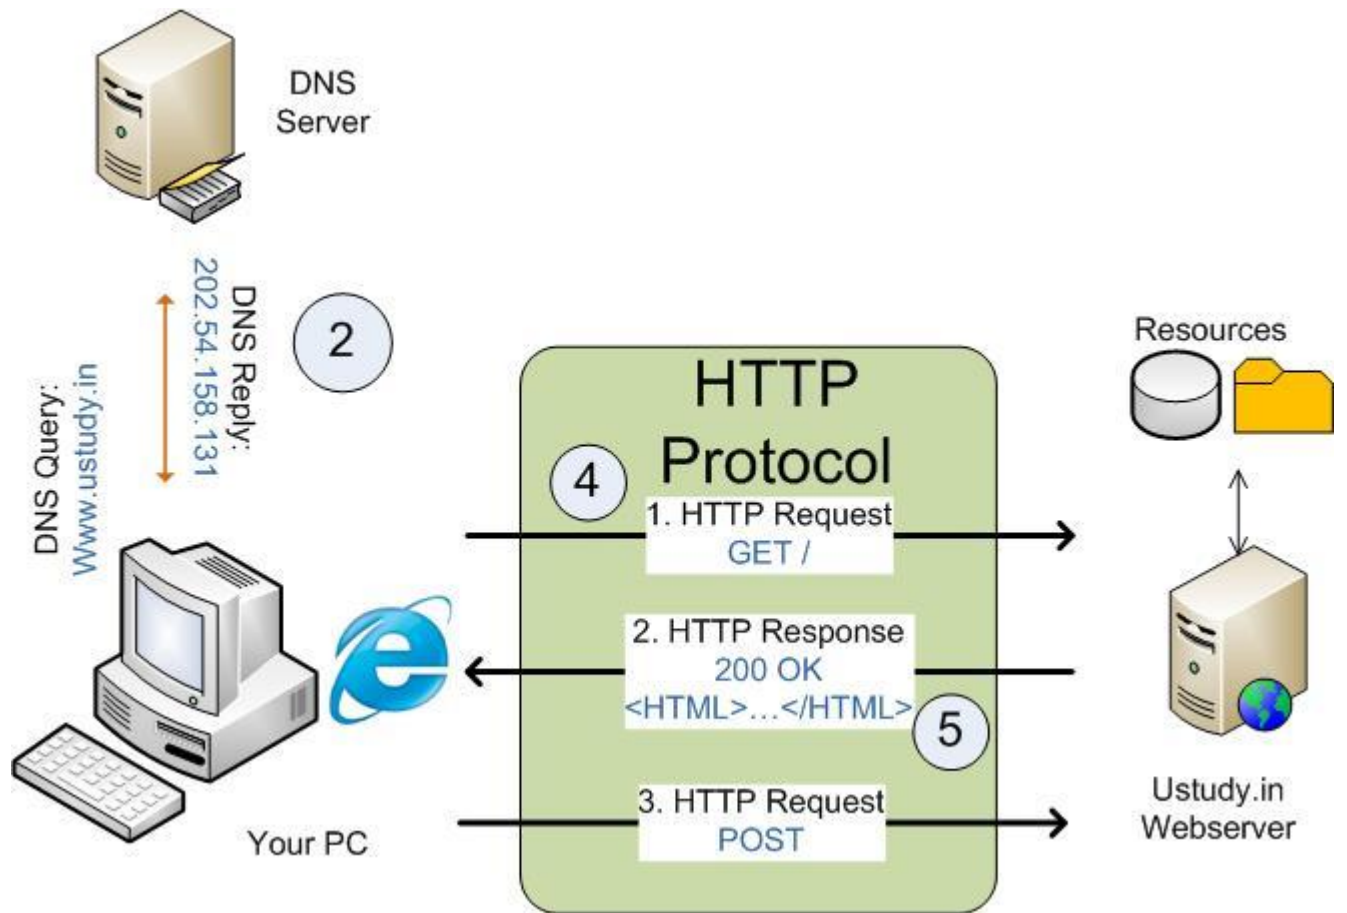 DNS
Server
DNS Reply:
202.54.158.131
2
DNS Query:
Www.ustudy.in
HTTP
Protocol
4
1. HTTP Request
GET /
2. HTTP Response
200 OK
<HTML>...</HTML>
5
3. HTTP Request
POST
Your PC
Resources
Ustudy.in
Webserver